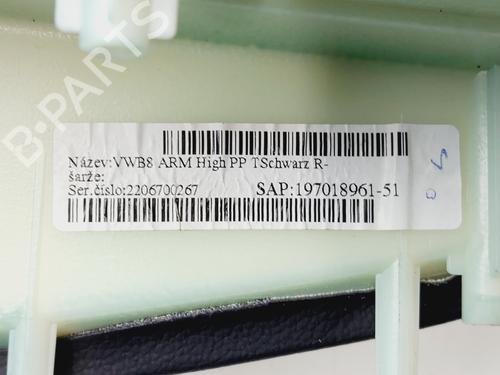 B-PARTS
Název:VWB8 ARM High PP TSchwarz R-
šarže:
Ser.číslo:2206700267 SAP:197018961-51